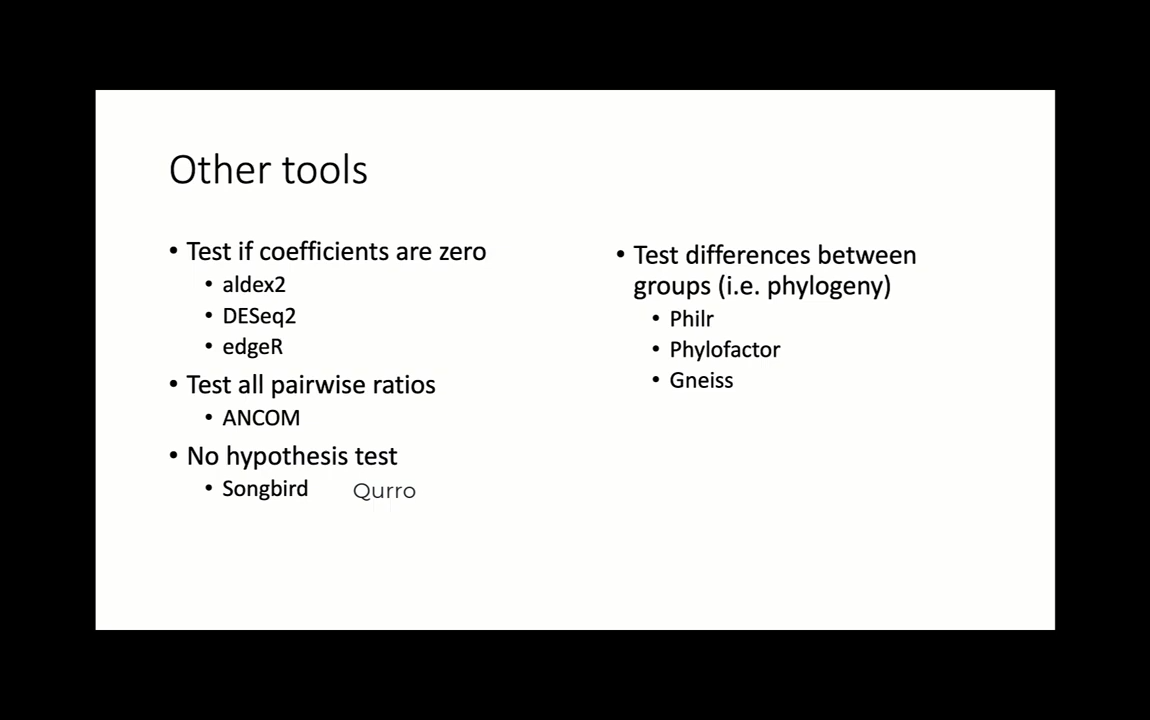 Other tools
• Test if coefficients are zero
• aldex2
• DESeq2
• edgeR
• Test all pairwise ratios
• ANCOM
• No hypothesis test
• Songbird Qurro
• Test differences between
groups (i.e. phylogeny)
• Philr
• Phylofactor
• Gneiss